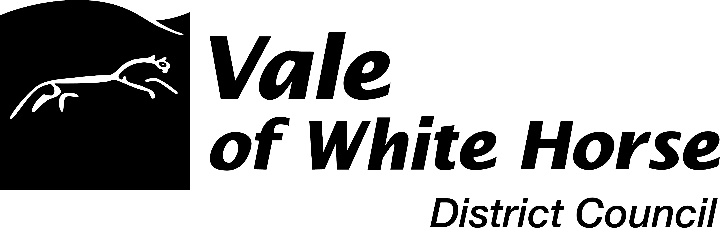 Vale
of White Horse
District Council